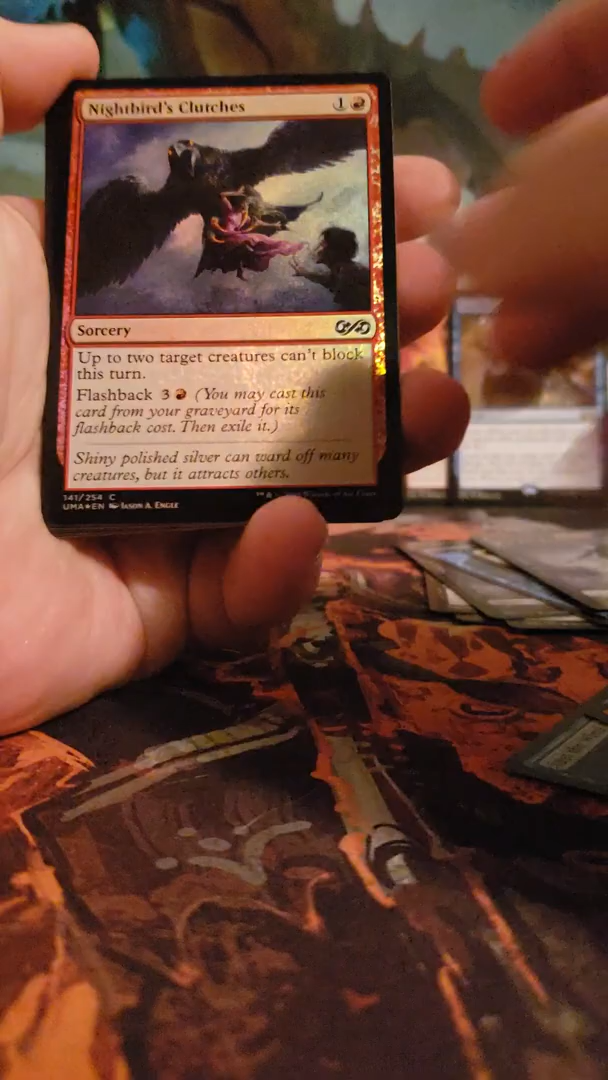 Nightbird's Clutches 1
Sorcery
Up to two target creatures can't block
this turn.
Flashback 3 (You may cast this
card from your graveyard for its
flashback cost. Then exile it.)
Shiny polished silver can ward off many
creatures, but it attracts others.
141/254 C
UMA★EN Jason A. Engle